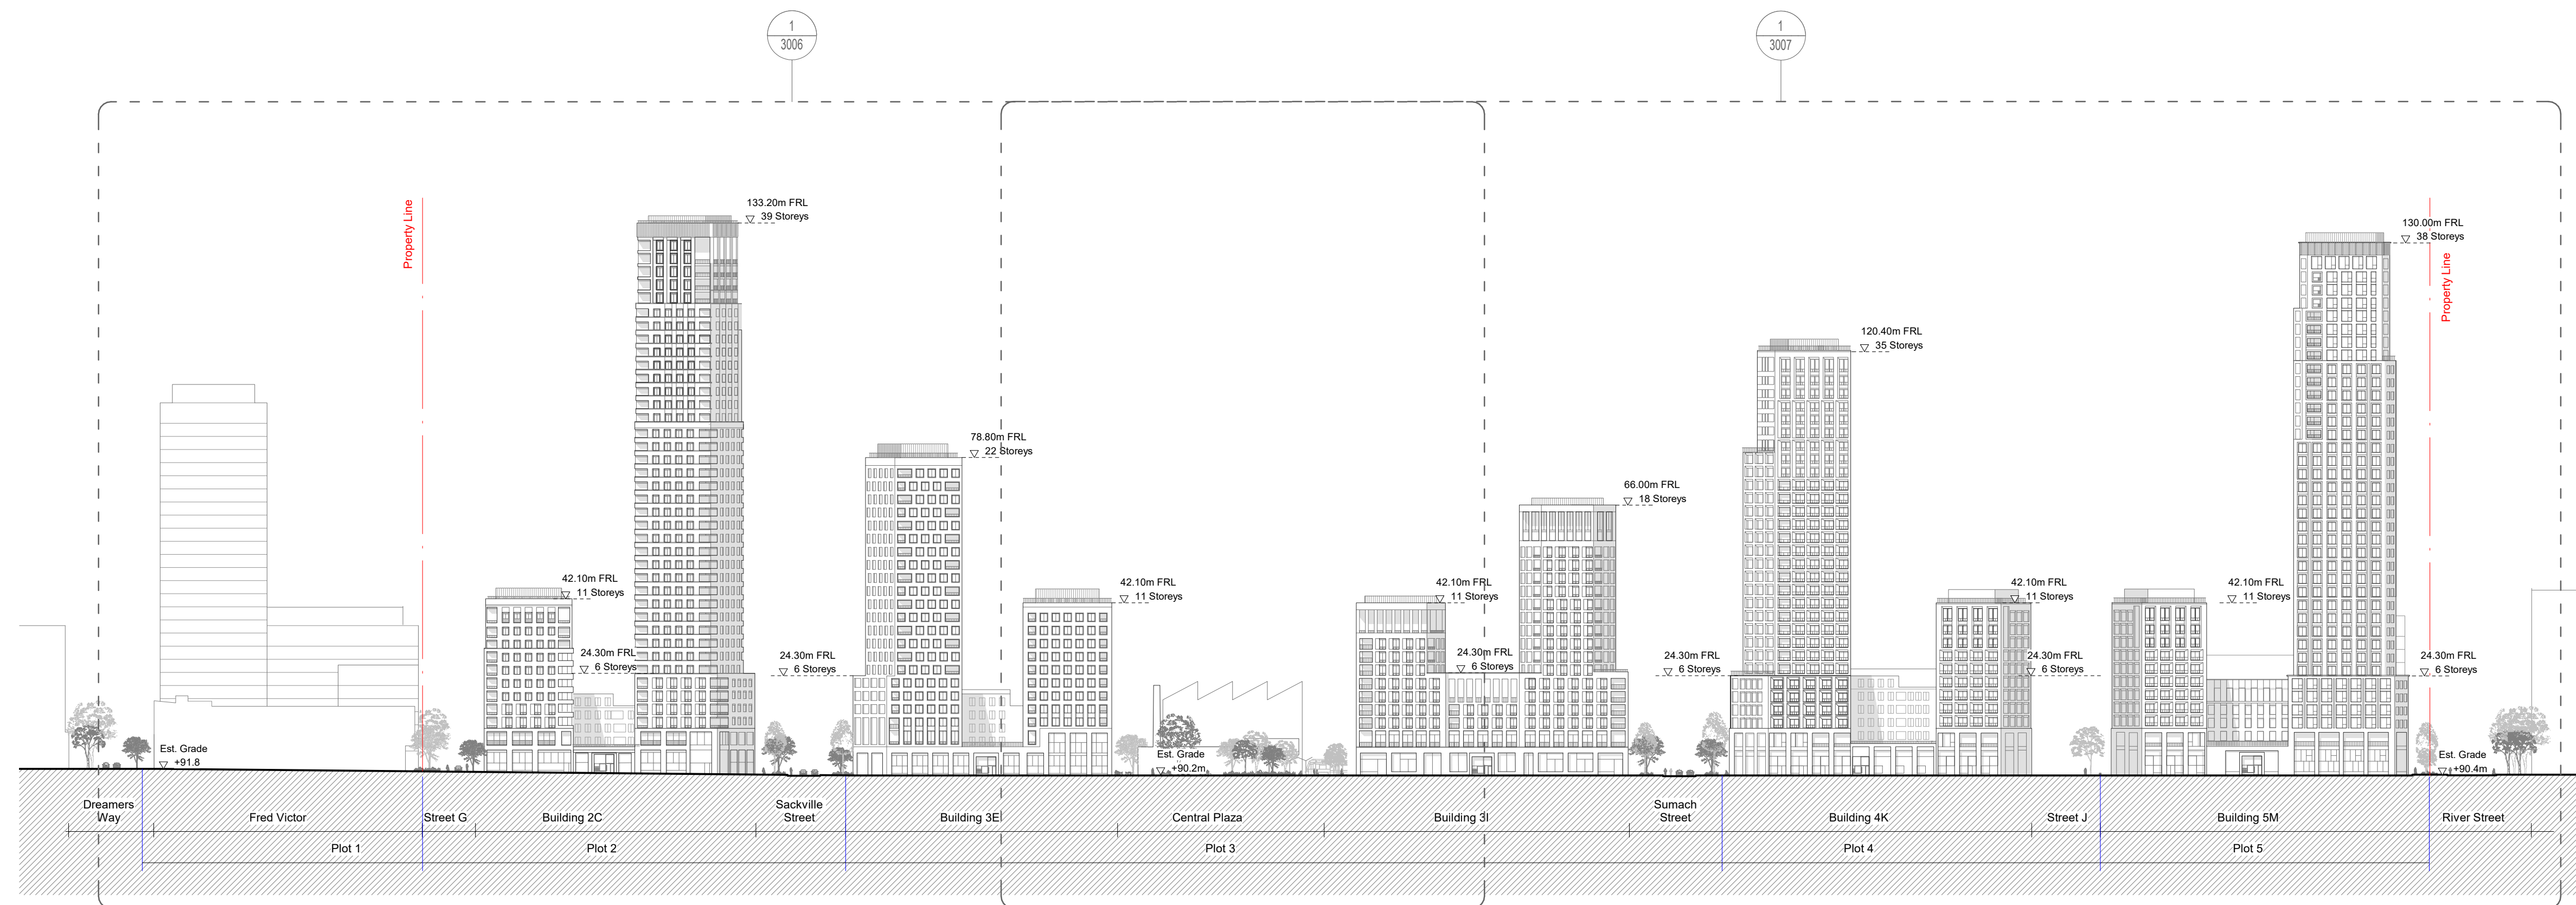 1
3006
1
3007
Property Line
133.20m FRL
39 Storeys
130.00m FRL
38 Storeys
Property Line
120.40m FRL
35 Storeys
78.80m FRL
22 Storeys
66.00m FRL
18 Storeys
42.10m FRL
11 Storeys
42.10m FRL
11 Storeys
42.10m FRL
11 Storeys
42.10m FRL
11 Storeys
42.10m FRL
11 Storeys
24.30m FRL
6 Storeys
24.30m FRL
6 Storeys
24.30m FRL
6 Storeys
24.30m FRL
6 Storeys
24.30m FRL
6 Storeys
24.30m FRL
6 Storeys
Est. Grade
+91.8
Est. Grade
+90.2m
Est. Grade
+90.4m
Dreamers
Way
Fred Victor
Street G
Building 2C
Sackville
Street
Building 3E
Central Plaza
Building 3I
Sumach
Street
Building 4K
Street J
Building 5M
River Street
Plot 1
Plot 2
Plot 3
Plot 4
Plot 5